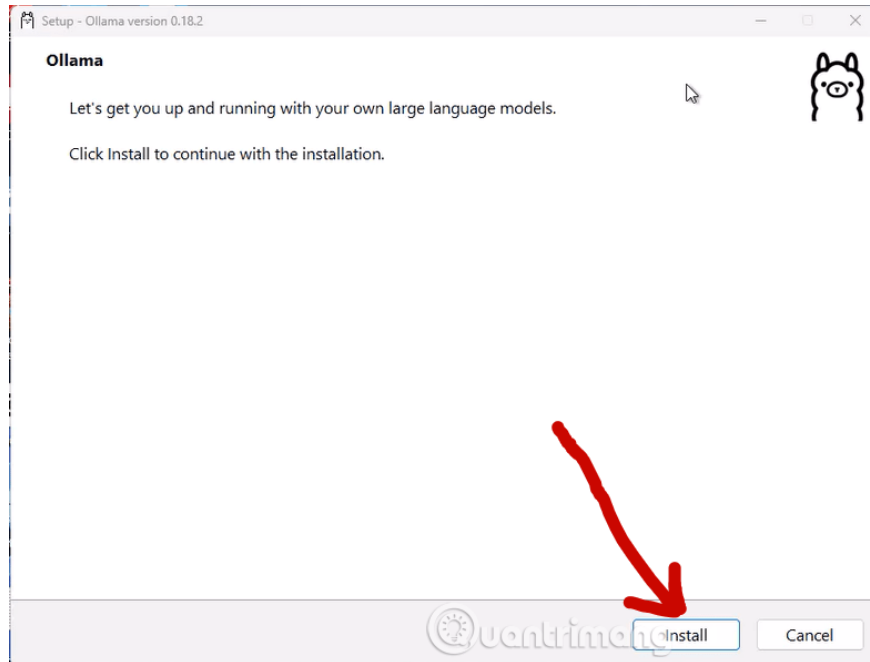 Setup - Ollama version 0.18.2
Ollama
Let's get you up and running with your own large language models.
Click Install to continue with the installation.
Quantrimang
Install
Cancel